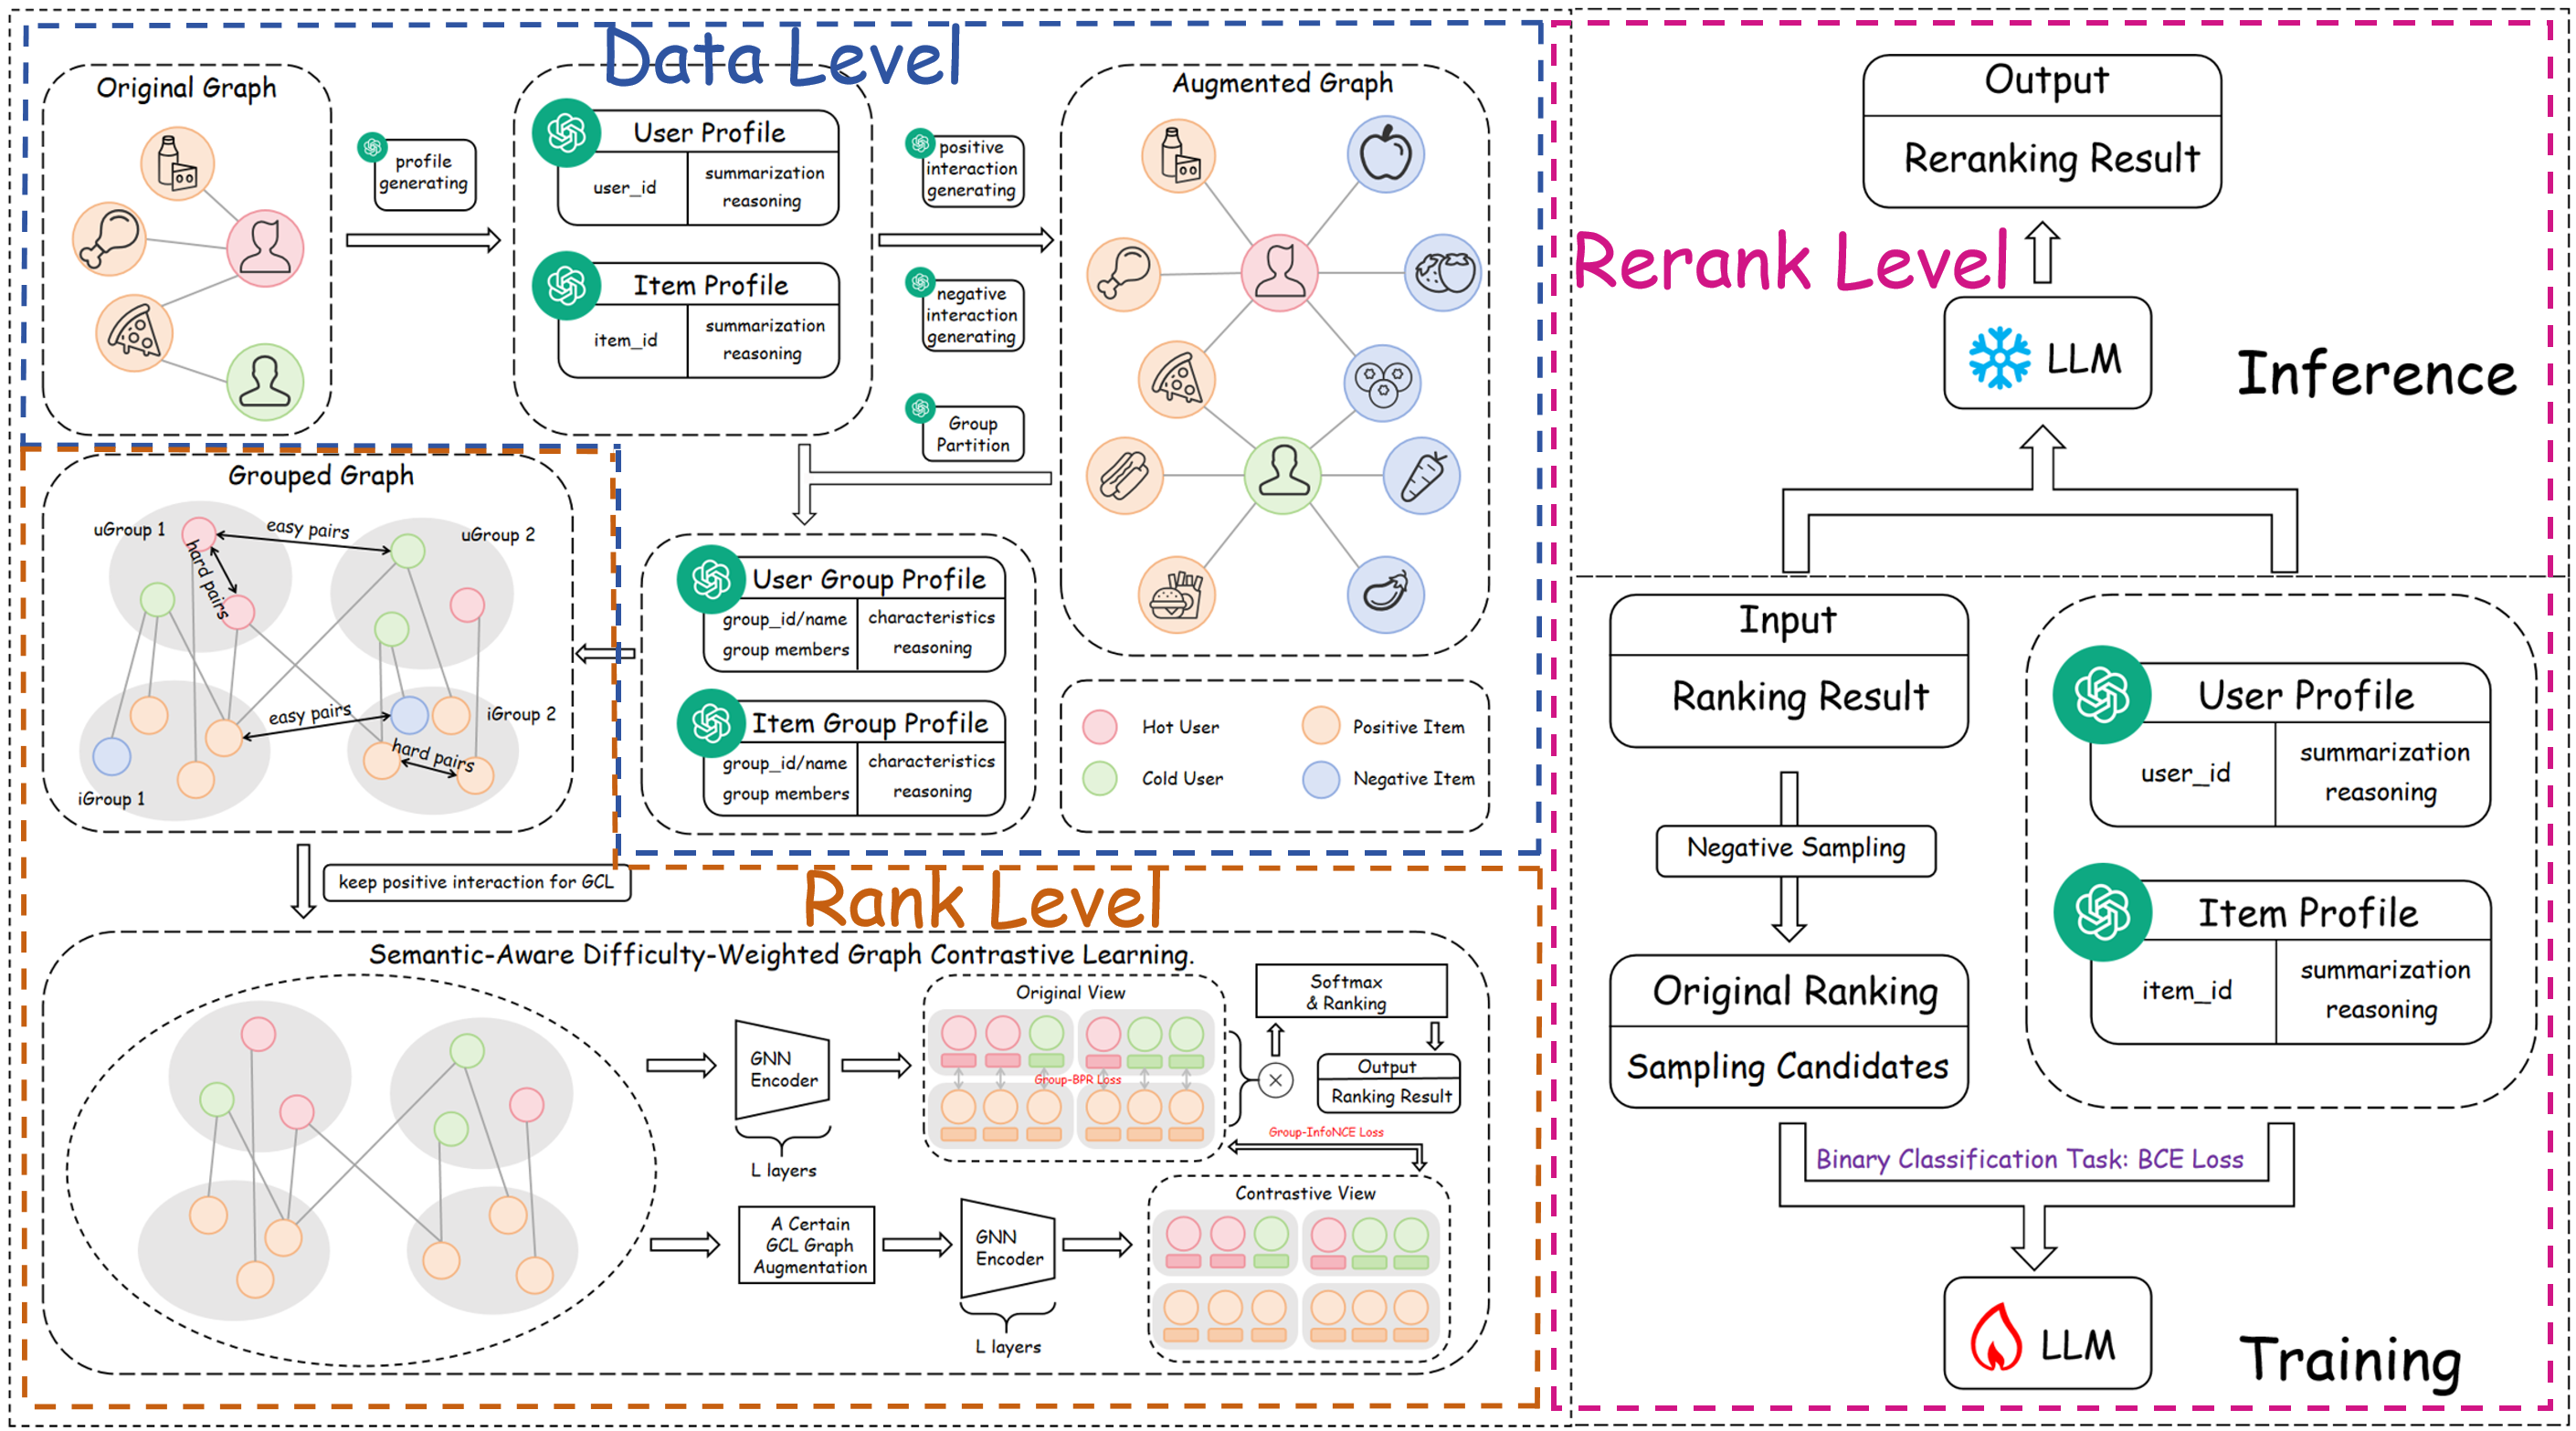 Data Level
Original Graph
profile
generating
User Profile
user_id
summarization
reasoning
Item Profile
item_id
summarization
reasoning
positive
interaction
generating
negative
interaction
generating
Group
Partition
Augmented Graph
User Group Profile
group_id/name
group members
characteristics
reasoning
Item Group Profile
group_id/name
group members
characteristics
reasoning
Hot User
Positive Item
Cold User
Negative Item
Grouped Graph
uGroup 1
easy pairs
uGroup 2
hard pairs
easy pairs
iGroup 2
hard pairs
iGroup 1
keep positive interaction for GCL
Rank Level
Semantic-Aware Difficulty-Weighted Graph Contrastive Learning.
GNN
Encoder
L layers
Original View
Group-BPR Loss
Softmax
& Ranking
Output
Ranking Result
Group-InfoNCE Loss
A Certain
GCL Graph
Augmentation
GNN
Encoder
L layers
Contrastive View
Rerank Level
Output
Reranking Result
LLM
Inference
Input
Ranking Result
Negative Sampling
Original Ranking
Sampling Candidates
User Profile
user_id
summarization
reasoning
Item Profile
item_id
summarization
reasoning
Binary Classification Task: BCE Loss
LLM
Training